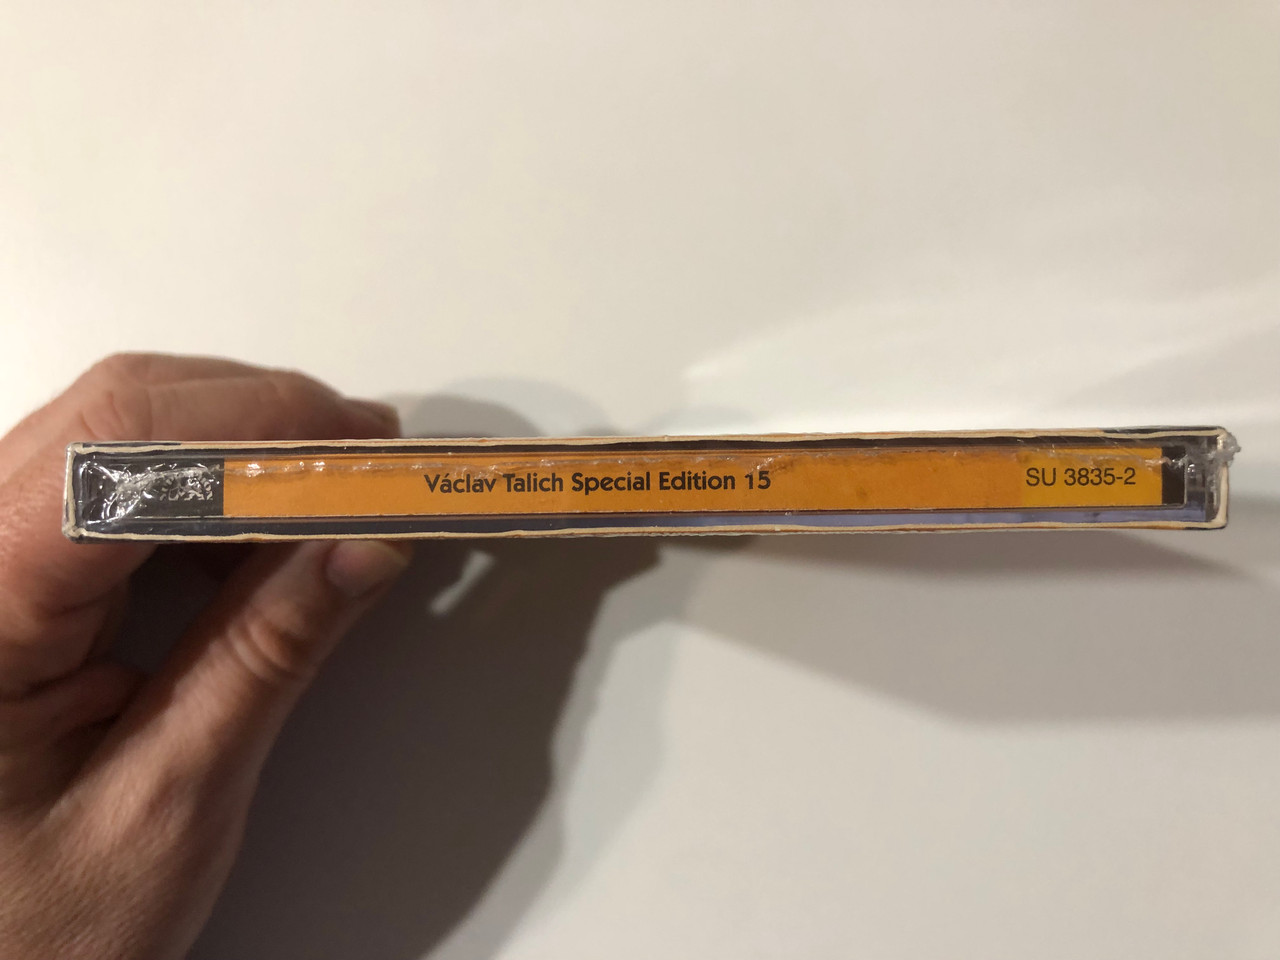 Václav Talich Special Edition 15
SU 3835-2